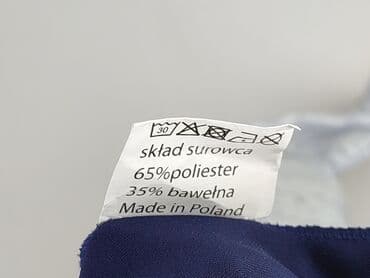 30
skład surowca
65%poliester
35% bawełna
Made in Poland